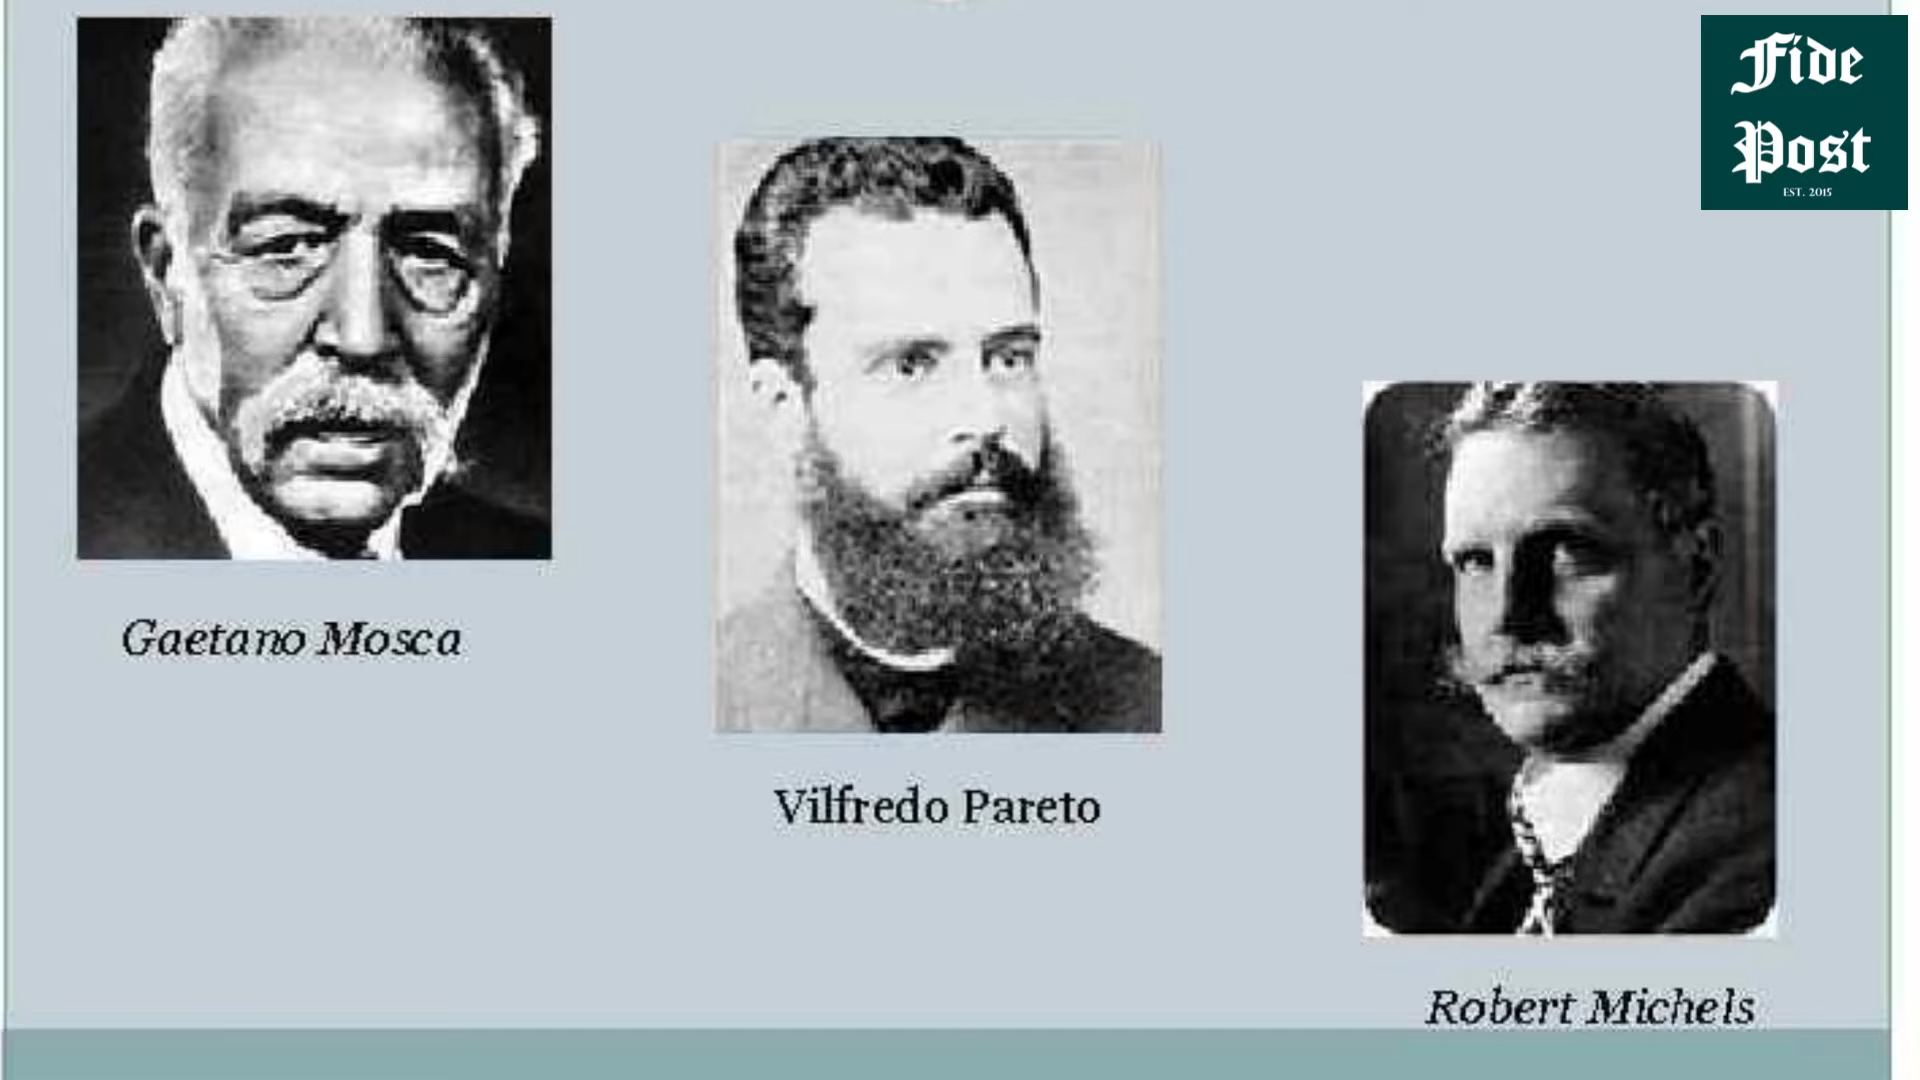 Fide
Post
EST. 2015
Gaetano Mosca
Vilfredo Pareto
Robert Michels